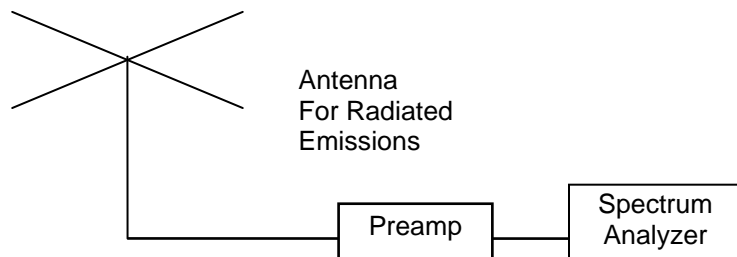 Antenna
For Radiated
Emissions
Preamp
Spectrum
Analyzer